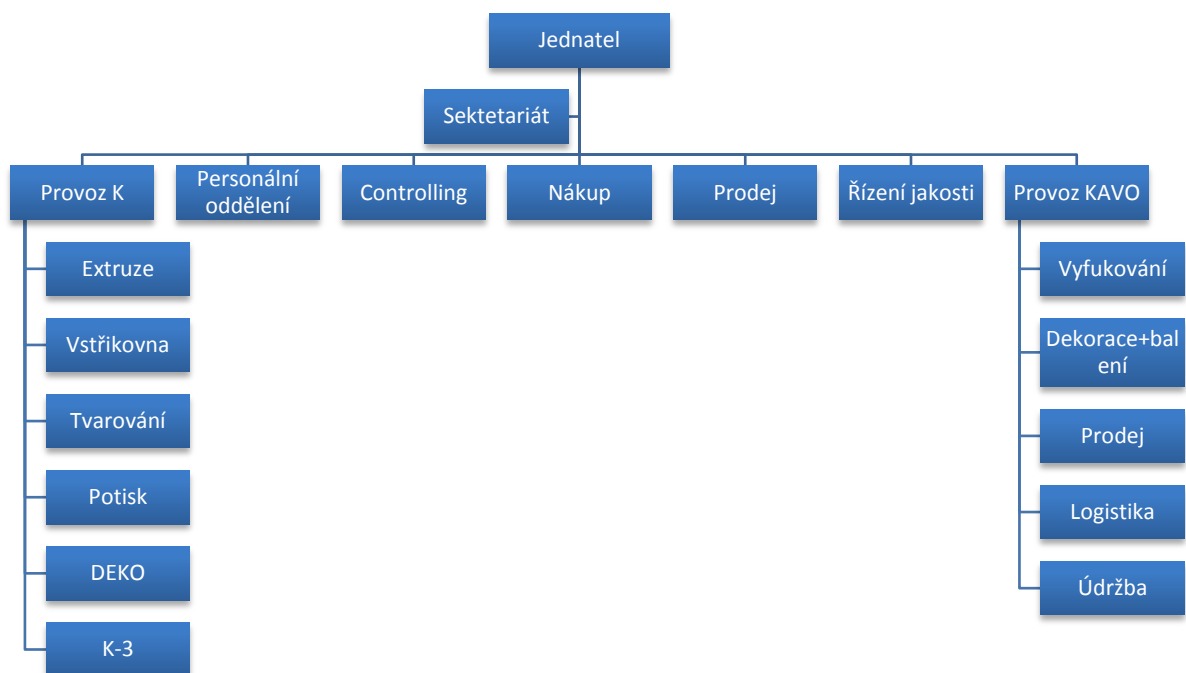 Jednatel
Sektetariát
Provoz K
Personální
oddělení
Controlling
Nákup
Prodej
Řízení jakosti
Provoz KAVO
Extruze
Vstřikovna
Tvarování
Potisk
DEKO
K-3
Vyfukování
Dekorace+bal
ení
Prodej
Logistika
Údržba